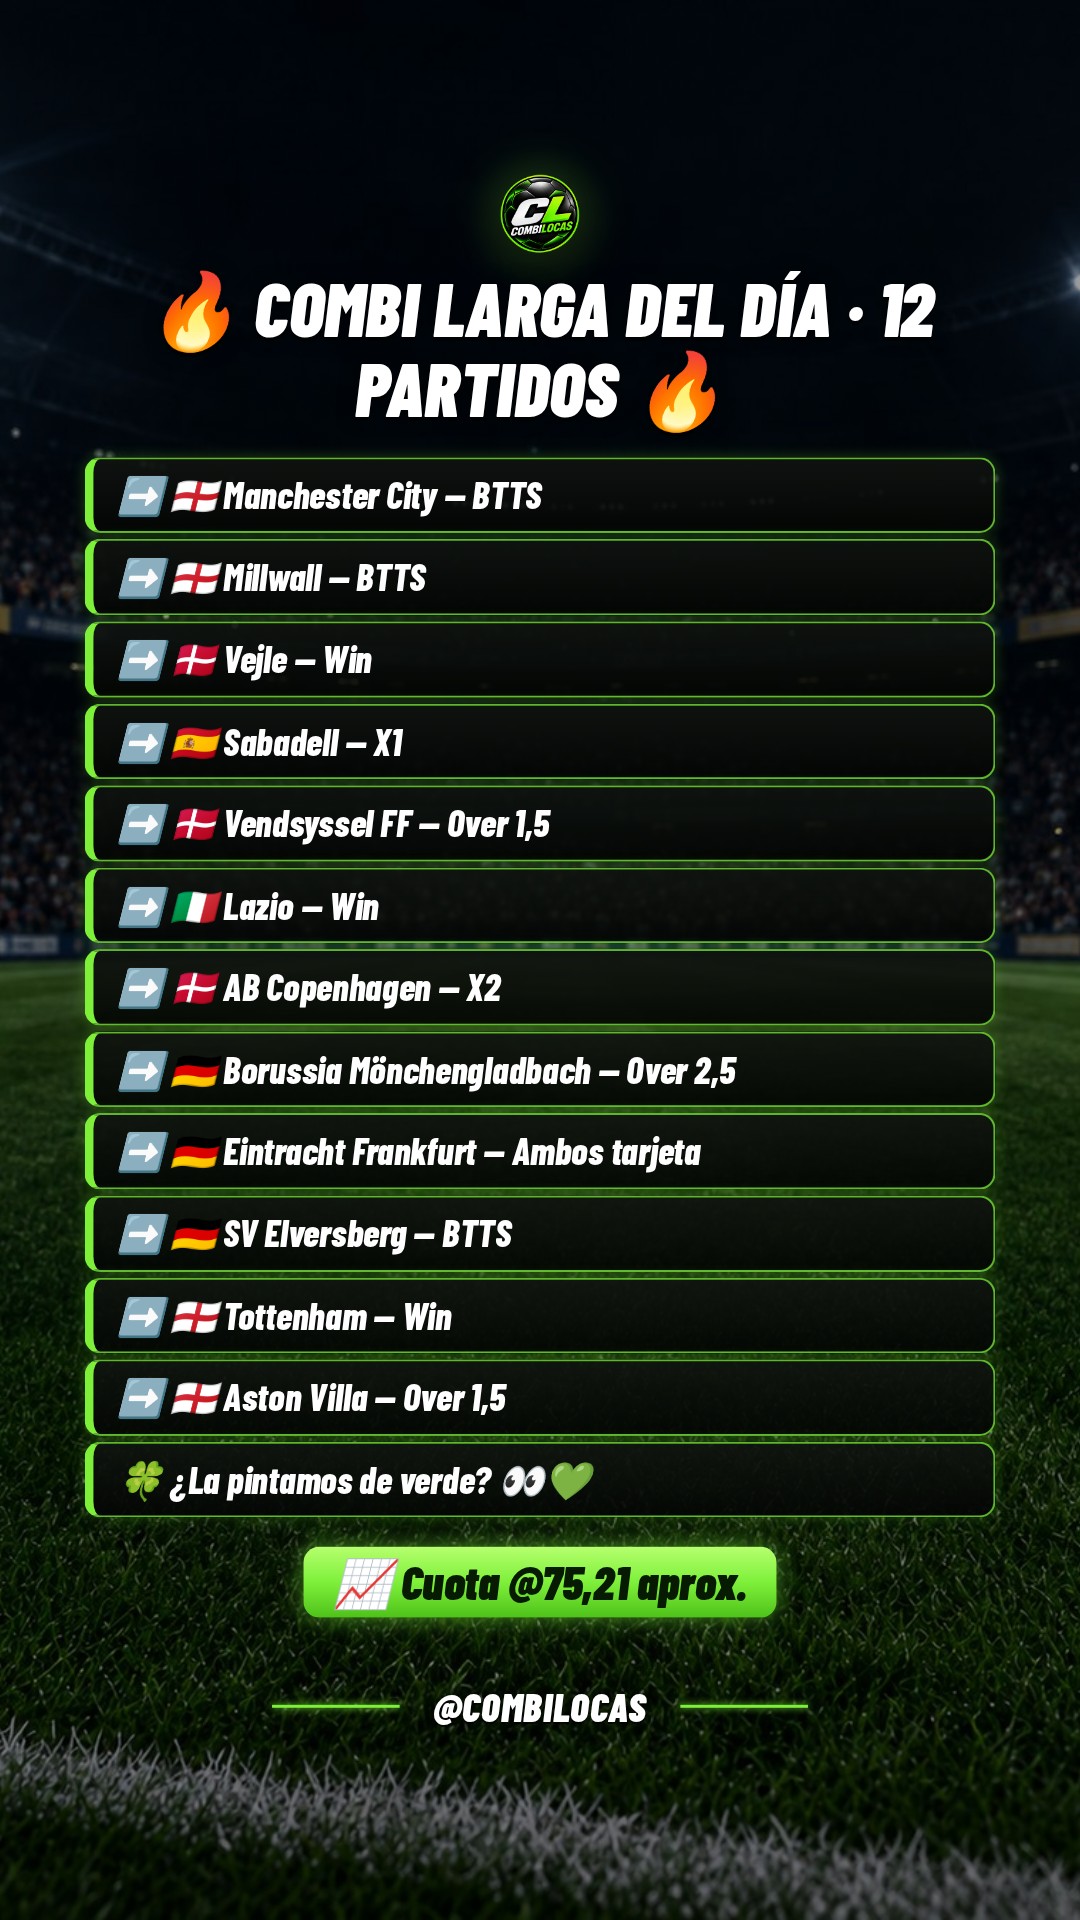 CL
COMBILOCAS
🔥 COMBI LARGA DEL DÍA · 12
PARTIDOS 🔥
➡️ 🏴󠁧󠁢󠁥󠁮󠁧󠁿 Manchester City – BTTS
➡️ 🏴󠁧󠁢󠁥󠁮󠁧󠁿 Millwall – BTTS
➡️ 🇩🇰 Vejle – Win
➡️ 🇪🇸 Sabadell – X1
➡️ 🇩🇰 Vendsyssel FF – Over 1,5
➡️ 🇮🇹 Lazio – Win
➡️ 🇩🇰 AB Copenhagen – X2
➡️ 🇩🇪 Borussia Mönchengladbach – Over 2,5
➡️ 🇩🇪 Eintracht Frankfurt – Ambos tarjeta
➡️ 🇩🇪 SV Elversberg – BTTS
➡️ 🏴󠁧󠁢󠁥󠁮󠁧󠁿 Tottenham – Win
➡️ 🏴󠁧󠁢󠁥󠁮󠁧󠁿 Aston Villa – Over 1,5
🍀 ¿La pintamos de verde? 👀💚
📈 Cuota @75,21 aprox.
@COMBILOCAS